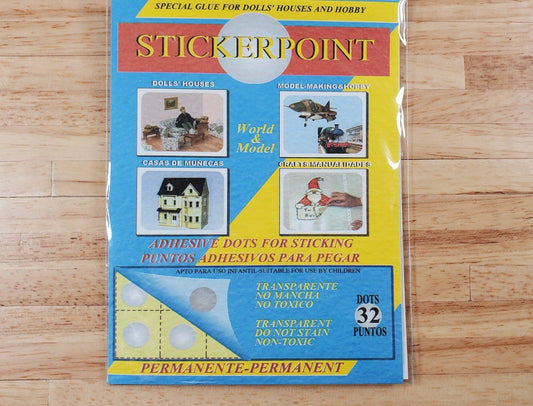 SPECIAL GLUE FOR DOLLS' HOUSES AND HOBBY
STICKERPOINT
DOLLS' HOUSES
MODEL-MAKING&HOBBY
World
&
Model
CASAS DE MUÑECAS
CRAFTS MANUALIDADES
ADHESIVE DOTS FOR STICKING
PUNTOS ADHESIVOS PARA PEGAR
APTO PARA USO INFANTIL-SUITABLE FOR USE BY CHILDREN
TRANSPARENTE
NO MANCHA
NO TOXICO
TRANSPARENT
DO NOT STAIN
NON-TOXIC
DOTS
32
PUNTOS
PERMANENTE-PERMANENT